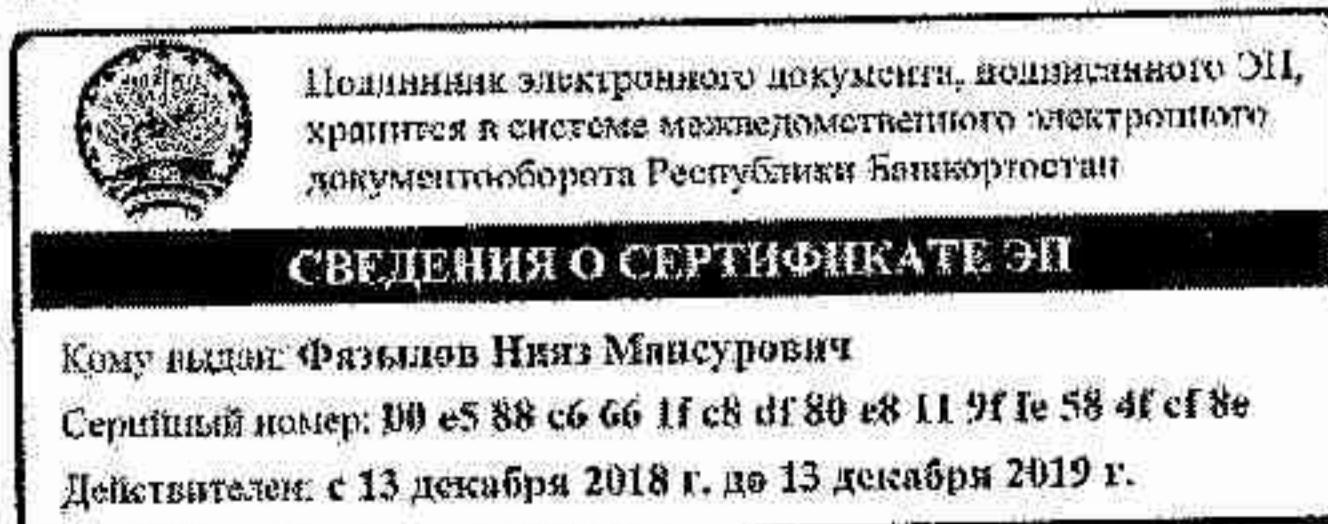 Подлинник электронного документа, подписанного ЭП,
хранится в системе межведомственного электронного
документооборота Республики Башкортостан
СВЕДЕНИЯ О СЕРТИФИКАТЕ ЭП
Кому выдан: Фазылов Нияз Мансурович
Серийный номер: 00 e5 88 c6 66 1f c8 df 80 e8 11 9f fe 58 4f cf 8e
Действителен: с 13 декабря 2018 г. до 13 декабря 2019 г.